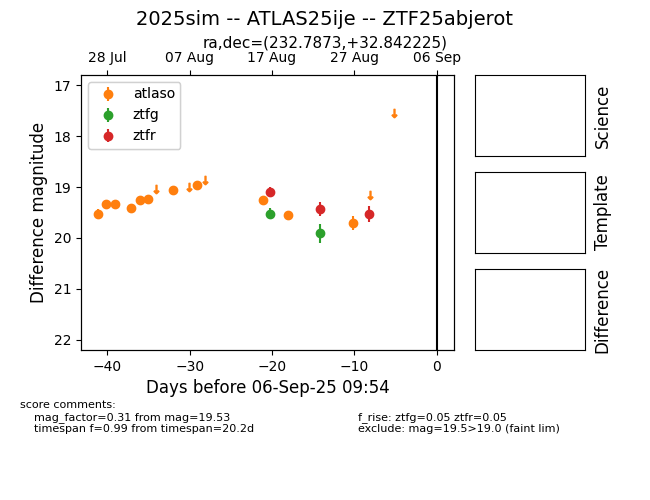 2025sim -- ATLAS25ije -- ZTF25abjerot
ra,dec=(232.7873,+32.842225)
28 Jul 07 Aug 17 Aug 27 Aug 06 Sep
atlaso
ztfg
ztfr
17
18
19
20
21
22
Difference magnitude
−40 −30 −20 −10 0
Days before 06-Sep-25 09:54
Science
Template
Difference
score comments:
mag_factor=0.31 from mag=19.53
timespan f=0.99 from timespan=20.2d
f_rise: ztfg=0.05 ztfr=0.05
exclude: mag=19.5>19.0 (faint lim)